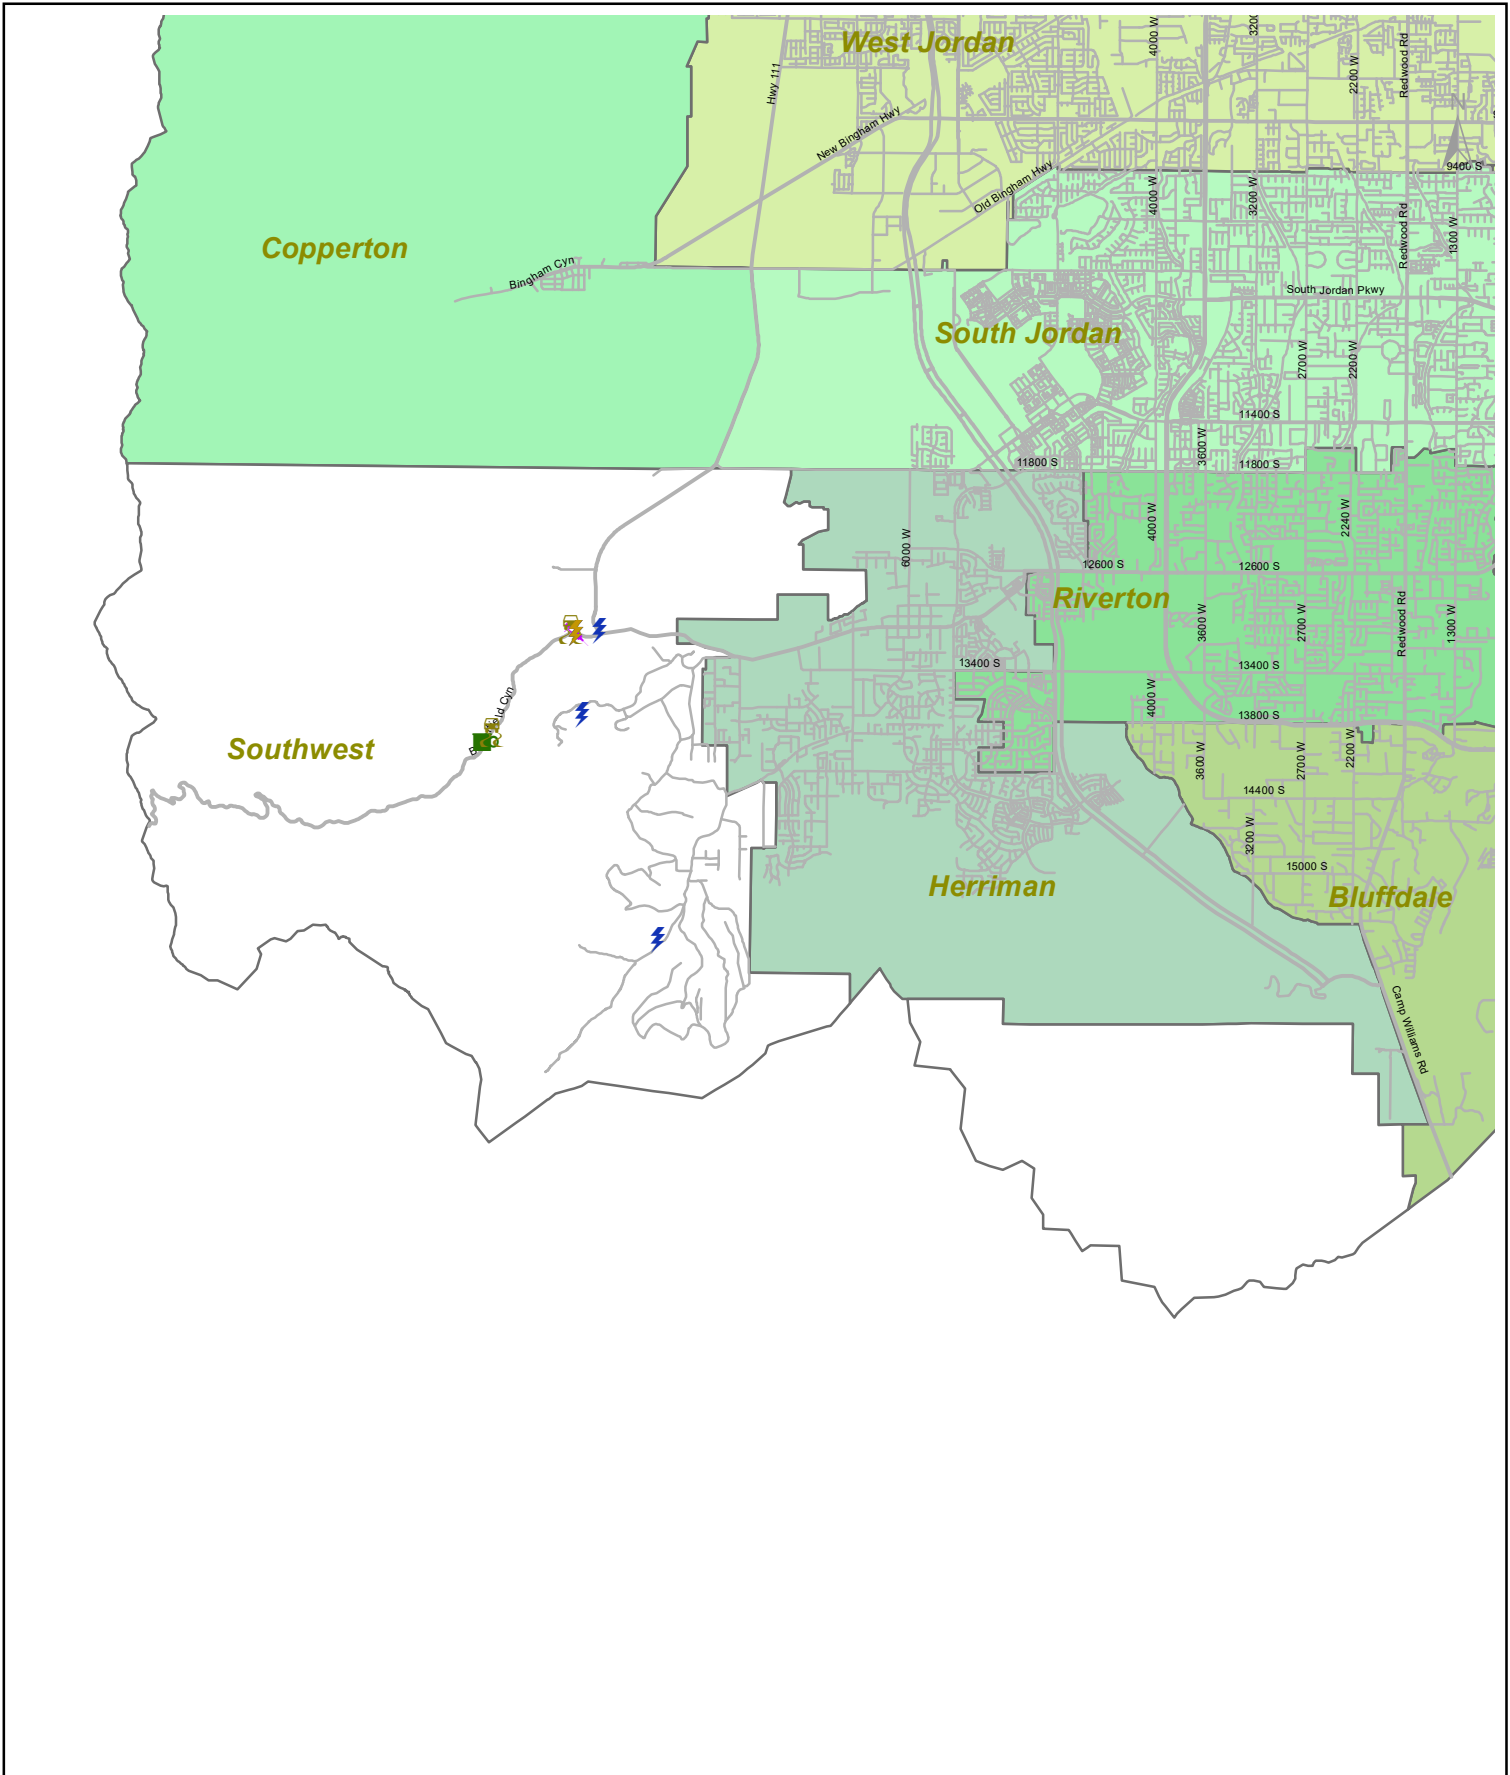 West Jordan
4000 W
3200
2200 W
Redwood Rd
Hwy 111
New Bingham Hwy
Old Bingham Hwy
N
9400 S
4000 W
3200 W
Redwood Rd
1300 W
Copperton
Bingham Cyn
South Jordan Pkwy
South Jordan
2700 W
2200 W
11400 S
3600 W
11800 S
11800 S
4000 W
2240 W
6000 W
12600 S
12600 S
Riverton
3600 W
2700 W
Redwood Rd
1300 W
13400 S
13400 S
4000 W
13800 S
Southwest
3600 W
2700 W
2200 W
14400 S
3200 W
15000 S
Herriman
Bluffdale
Camp Williams Rd